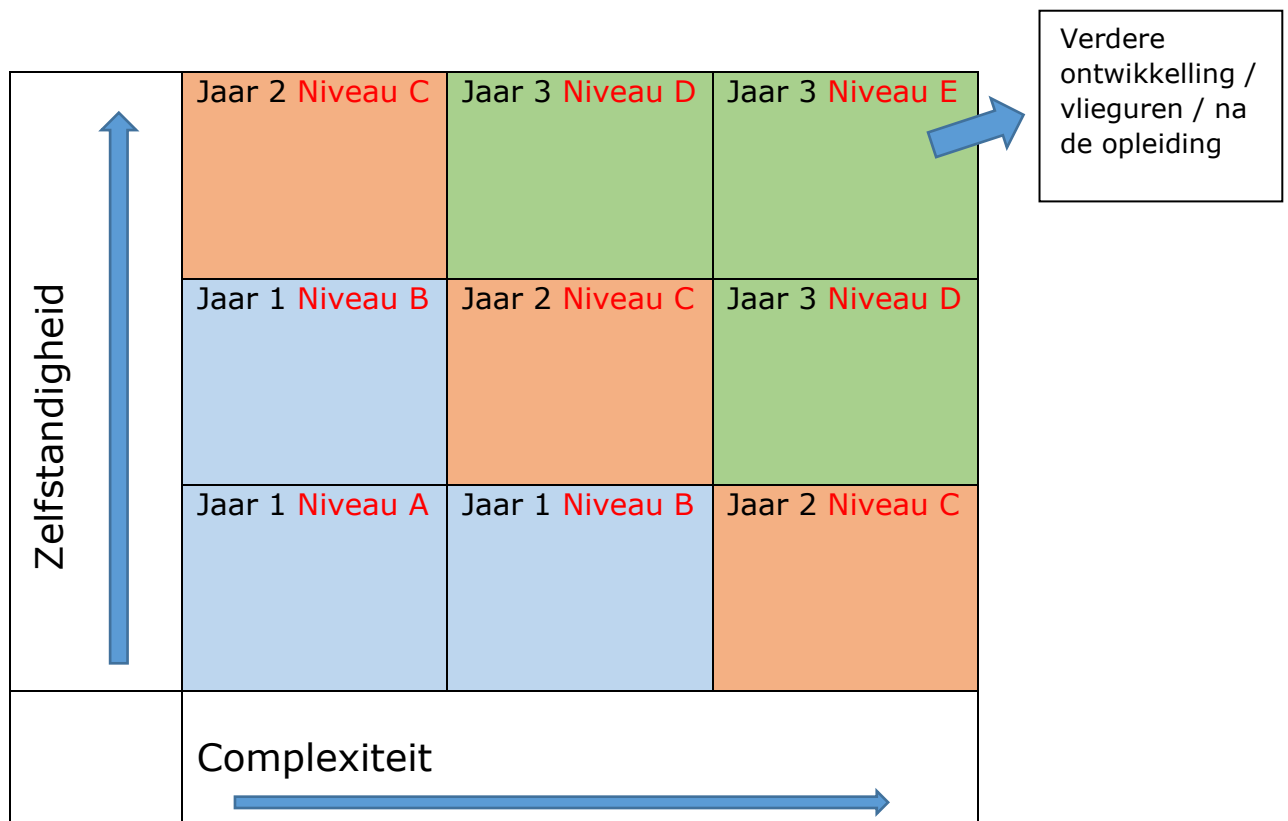 Verdere
ontwikkelling /
vlieguren / na
de opleiding
Jaar 2 Niveau C
Jaar 3 Niveau D
Jaar 3 Niveau E
Zelfstandigheid
Jaar 1 Niveau B
Jaar 2 Niveau C
Jaar 3 Niveau D
Jaar 1 Niveau A
Jaar 1 Niveau B
Jaar 2 Niveau C
Complexiteit